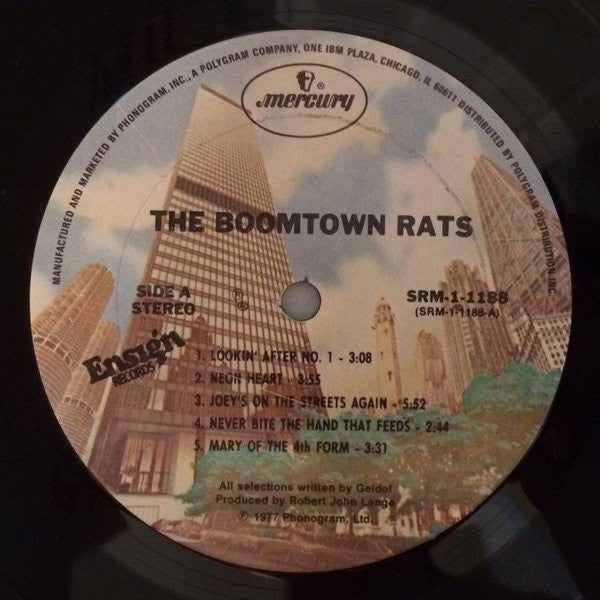 MANUFACTURED AND MARKETED BY PHONOGRAM, INC., A POLYGRAM COMPANY, ONE IBM PLAZA, CHICAGO, IL 60611 DISTRIBUTED BY POLYGRAM DISTRIBUTION, INC.
mercury ®
THE BOOMTOWN RATS
SIDE A
STEREO
℗
®
SRM-1-1188
(SRM-1-1188-A)
Ensign
RECORDS
1. LOOKIN' AFTER NO. 1 - 3:08
2. NEON HEART - 3:55
3. JOEY'S ON THE STREETS AGAIN - 5:52
4. NEVER BITE THE HAND THAT FEEDS - 2:44
5. MARY OF THE 4th FORM - 3:31
All selections written by Geldof
Produced by Robert John Lange
℗ 1977 Phonogram, Ltd.